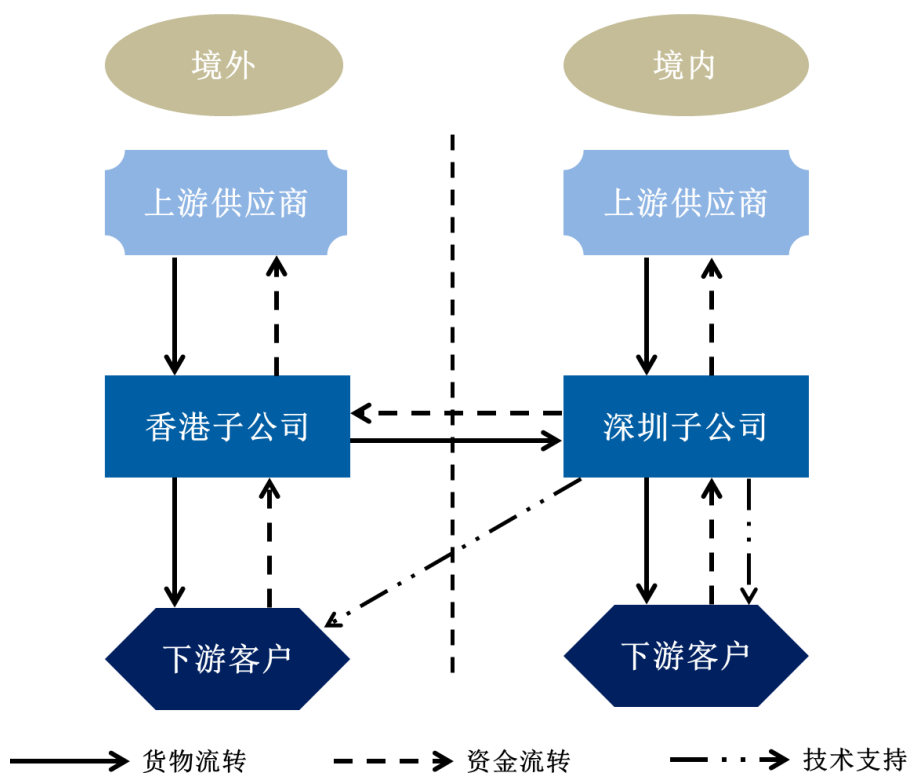 境外
境内
上游供应商
上游供应商
香港子公司
深圳子公司
下游客户
下游客户
货物流转
资金流转
技术支持